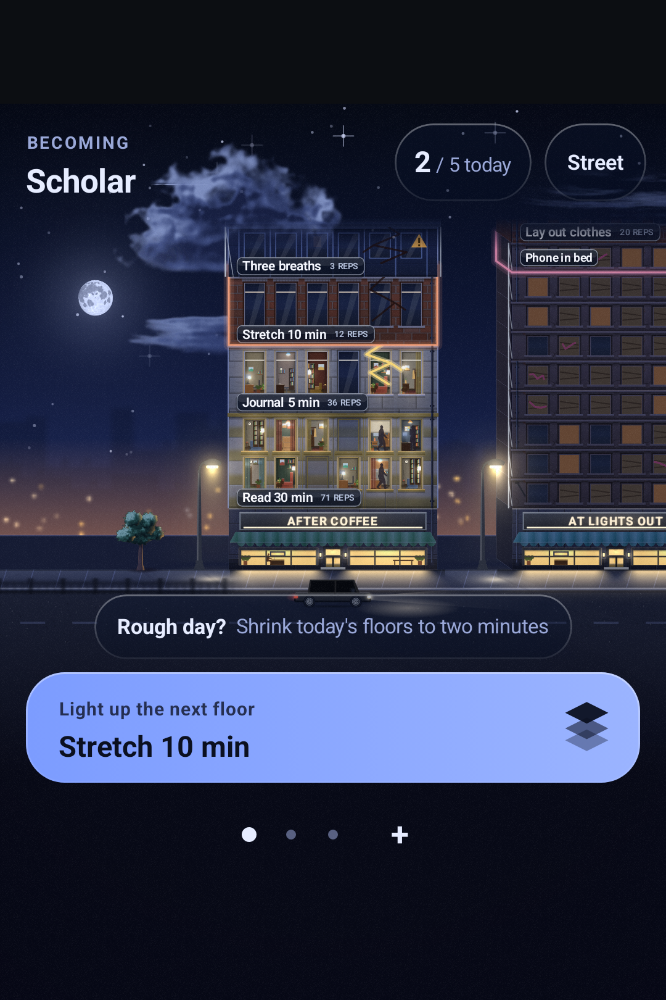 BECOMING
Scholar
2 / 5 today
Street
Three breaths 3 REPS
Stretch 10 min 12 REPS
Journal 5 min 36 REPS
Read 30 min 71 REPS
AFTER COFFEE
Lay out clothes 20 REPS
Phone in bed
AT LIGHTS OUT
Rough day? Shrink today's floors to two minutes
Light up the next floor
Stretch 10 min
+